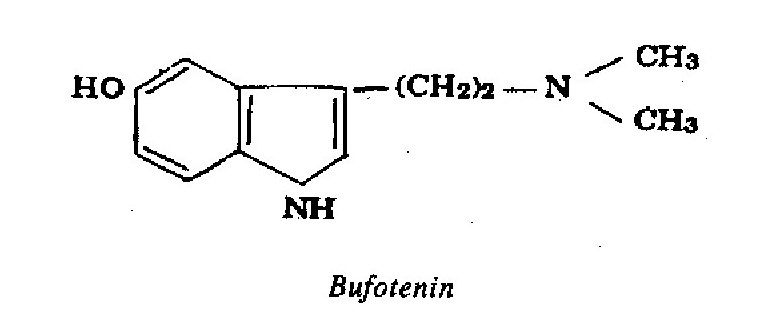 CH₃
HO —(CH₂)₂—N
CH₃
NH
Bufotenin